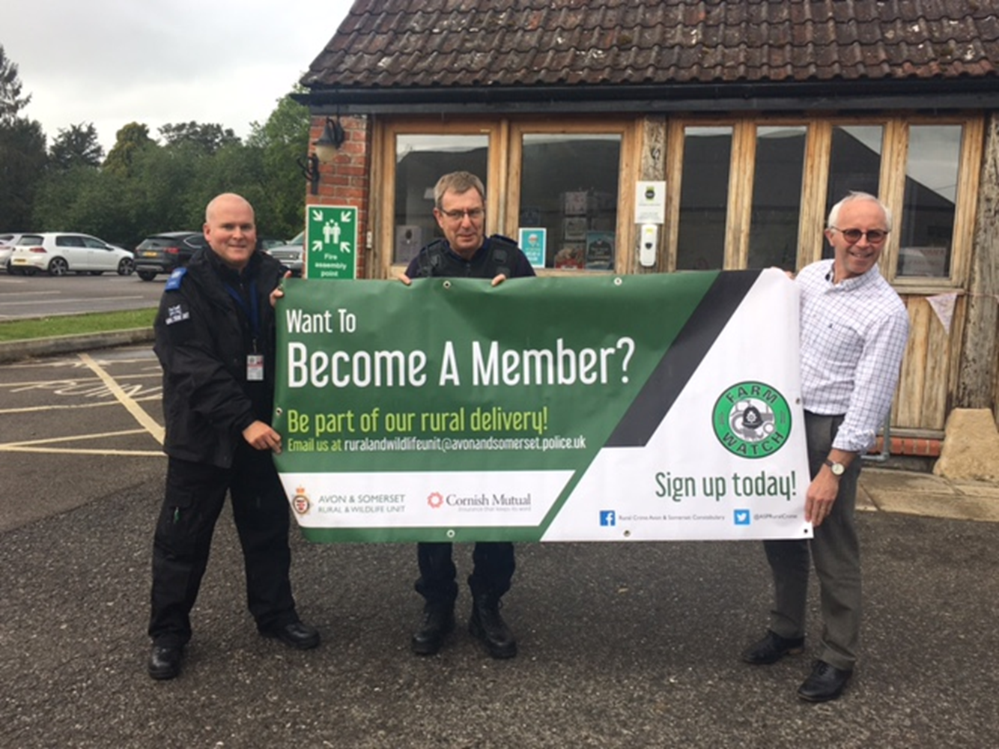 Fire
assembly
point
Want To
Become A Member?
Be part of our rural delivery!
Email us at ruralandwildlifeunit@avonandsomerset.police.uk
AVON & SOMERSET
RURAL & WILDLIFE UNIT
Cornish Mutual
Insurance that keeps its word
FARM
WATCH
Sign up today!
Rural Crime Avon & Somerset Constabulary
@ASPRuralCrime